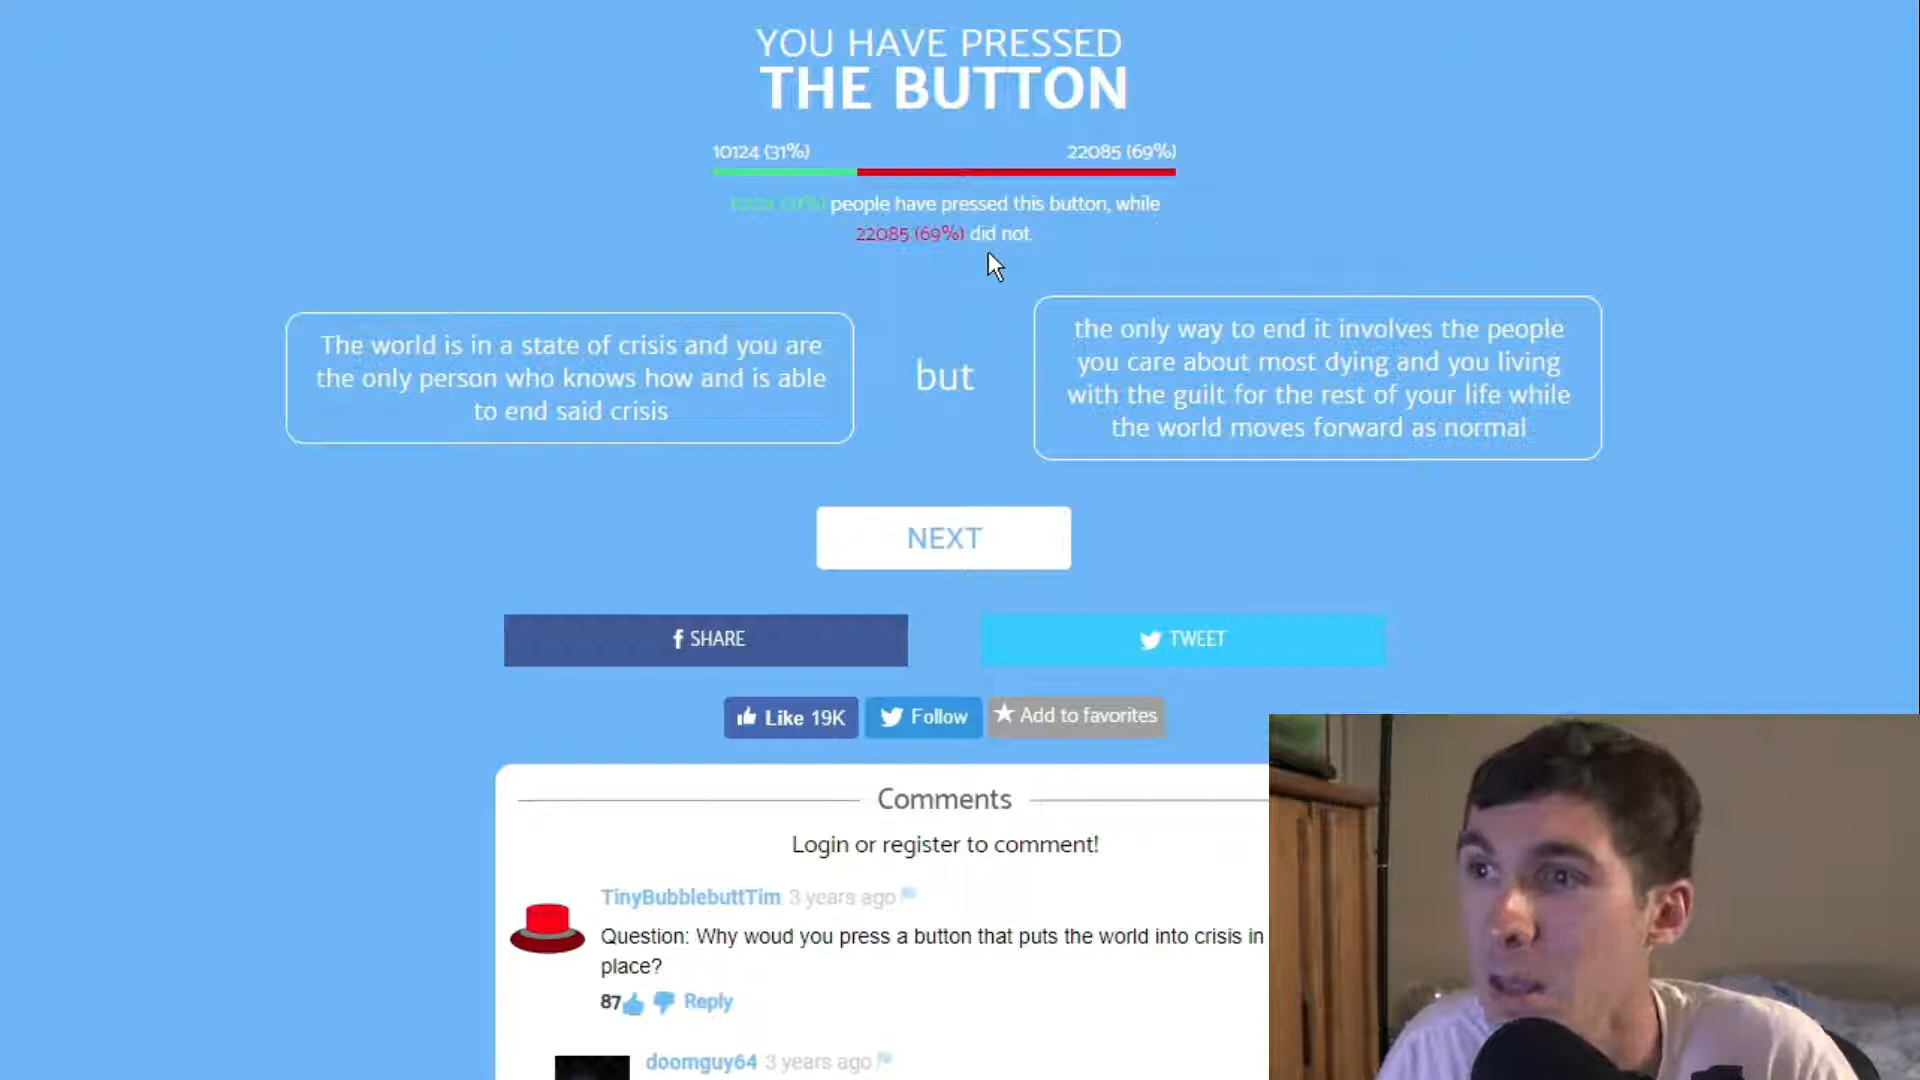 YOU HAVE PRESSED
THE BUTTON
10124 (31%)
22085 (69%)
10124 (31%) people have pressed this button, while
22085 (69%) did not.
The world is in a state of crisis and you are
the only person who knows how and is able
to end said crisis
but
the only way to end it involves the people
you care about most dying and you living
with the guilt for the rest of your life while
the world moves forward as normal
NEXT
SHARE
TWEET
Like 19K
Follow
Add to favorites
Comments
Login or register to comment!
TinyBubblebuttTim 3 years ago
Question: Why woud you press a button that puts the world into crisis in
place?
87 Reply
doomguy64 3 years ago